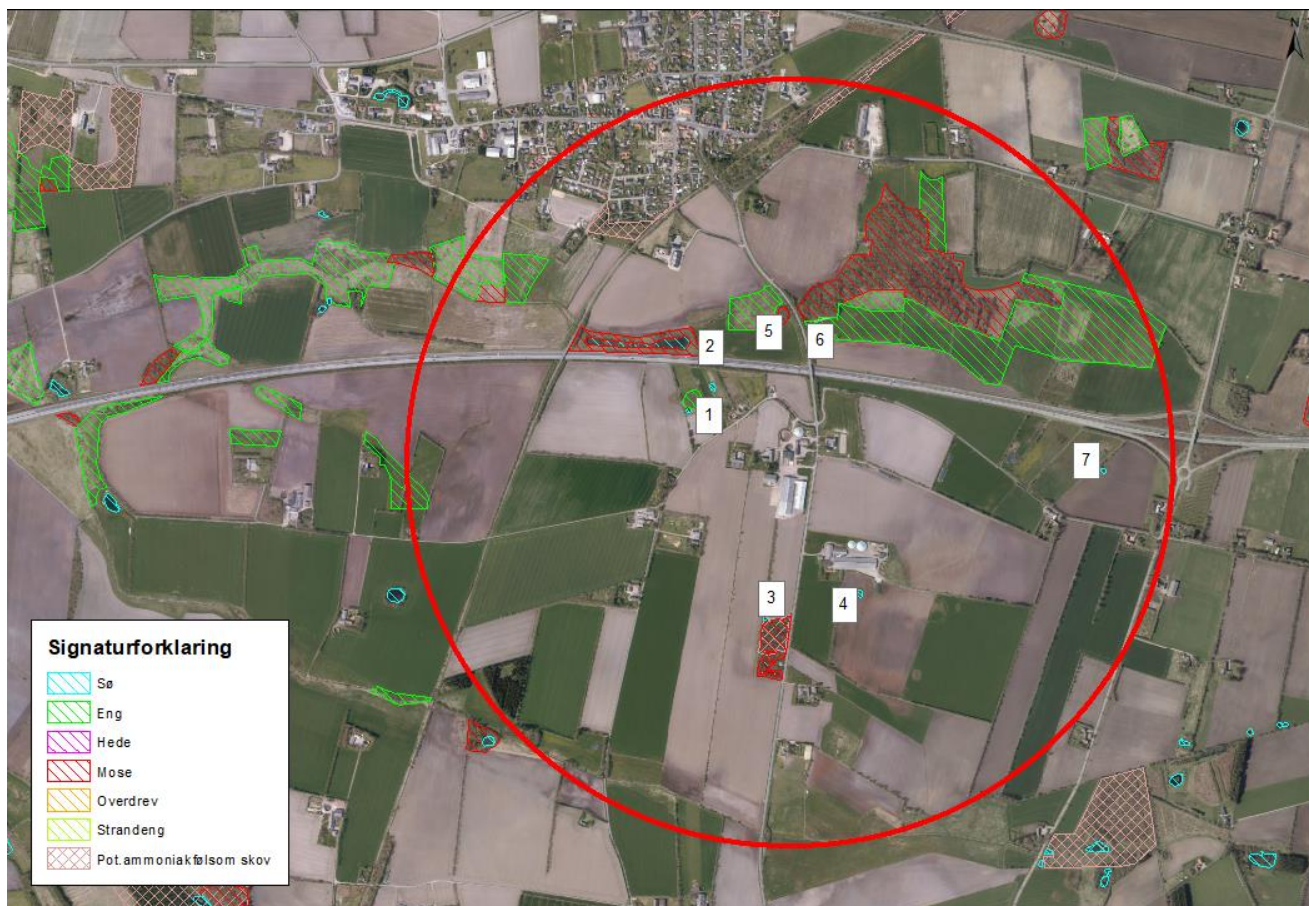 2
5
6
1
7
3
4
Signaturforklaring
Sø
Eng
Hede
Mose
Overdrev
Strandeng
Pot.ammoniakfølsom skov